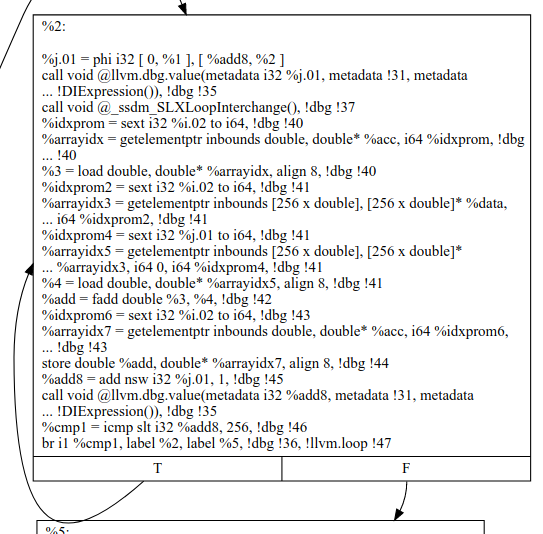 %2:
%j.01 = phi i32 [ 0, %1 ], [ %add8, %2 ]
call void @llvm.dbg.value(metadata i32 %j.01, metadata !31, metadata
... !DIExpression()), !dbg !35
call void @_ssdm_SLXLoopInterchange(), !dbg !37
%idxprom = sext i32 %i.02 to i64, !dbg !40
%arrayidx = getelementptr inbounds double, double* %acc, i64 %idxprom, !dbg
... !40
%3 = load double, double* %arrayidx, align 8, !dbg !40
%idxprom2 = sext i32 %i.02 to i64, !dbg !41
%arrayidx3 = getelementptr inbounds [256 x double], [256 x double]* %data,
... i64 %idxprom2, !dbg !41
%idxprom4 = sext i32 %j.01 to i64, !dbg !41
%arrayidx5 = getelementptr inbounds [256 x double], [256 x double]*
... %arrayidx3, i64 0, i64 %idxprom4, !dbg !41
%4 = load double, double* %arrayidx5, align 8, !dbg !41
%add = fadd double %3, %4, !dbg !42
%idxprom6 = sext i32 %i.02 to i64, !dbg !43
%arrayidx7 = getelementptr inbounds double, double* %acc, i64 %idxprom6,
... !dbg !43
store double %add, double* %arrayidx7, align 8, !dbg !44
%add8 = add nsw i32 %j.01, 1, !dbg !45
call void @llvm.dbg.value(metadata i32 %add8, metadata !31, metadata
... !DIExpression()), !dbg !35
%cmp1 = icmp slt i32 %add8, 256, !dbg !46
br i1 %cmp1, label %2, label %5, !dbg !36, !llvm.loop !47
T F
%5: